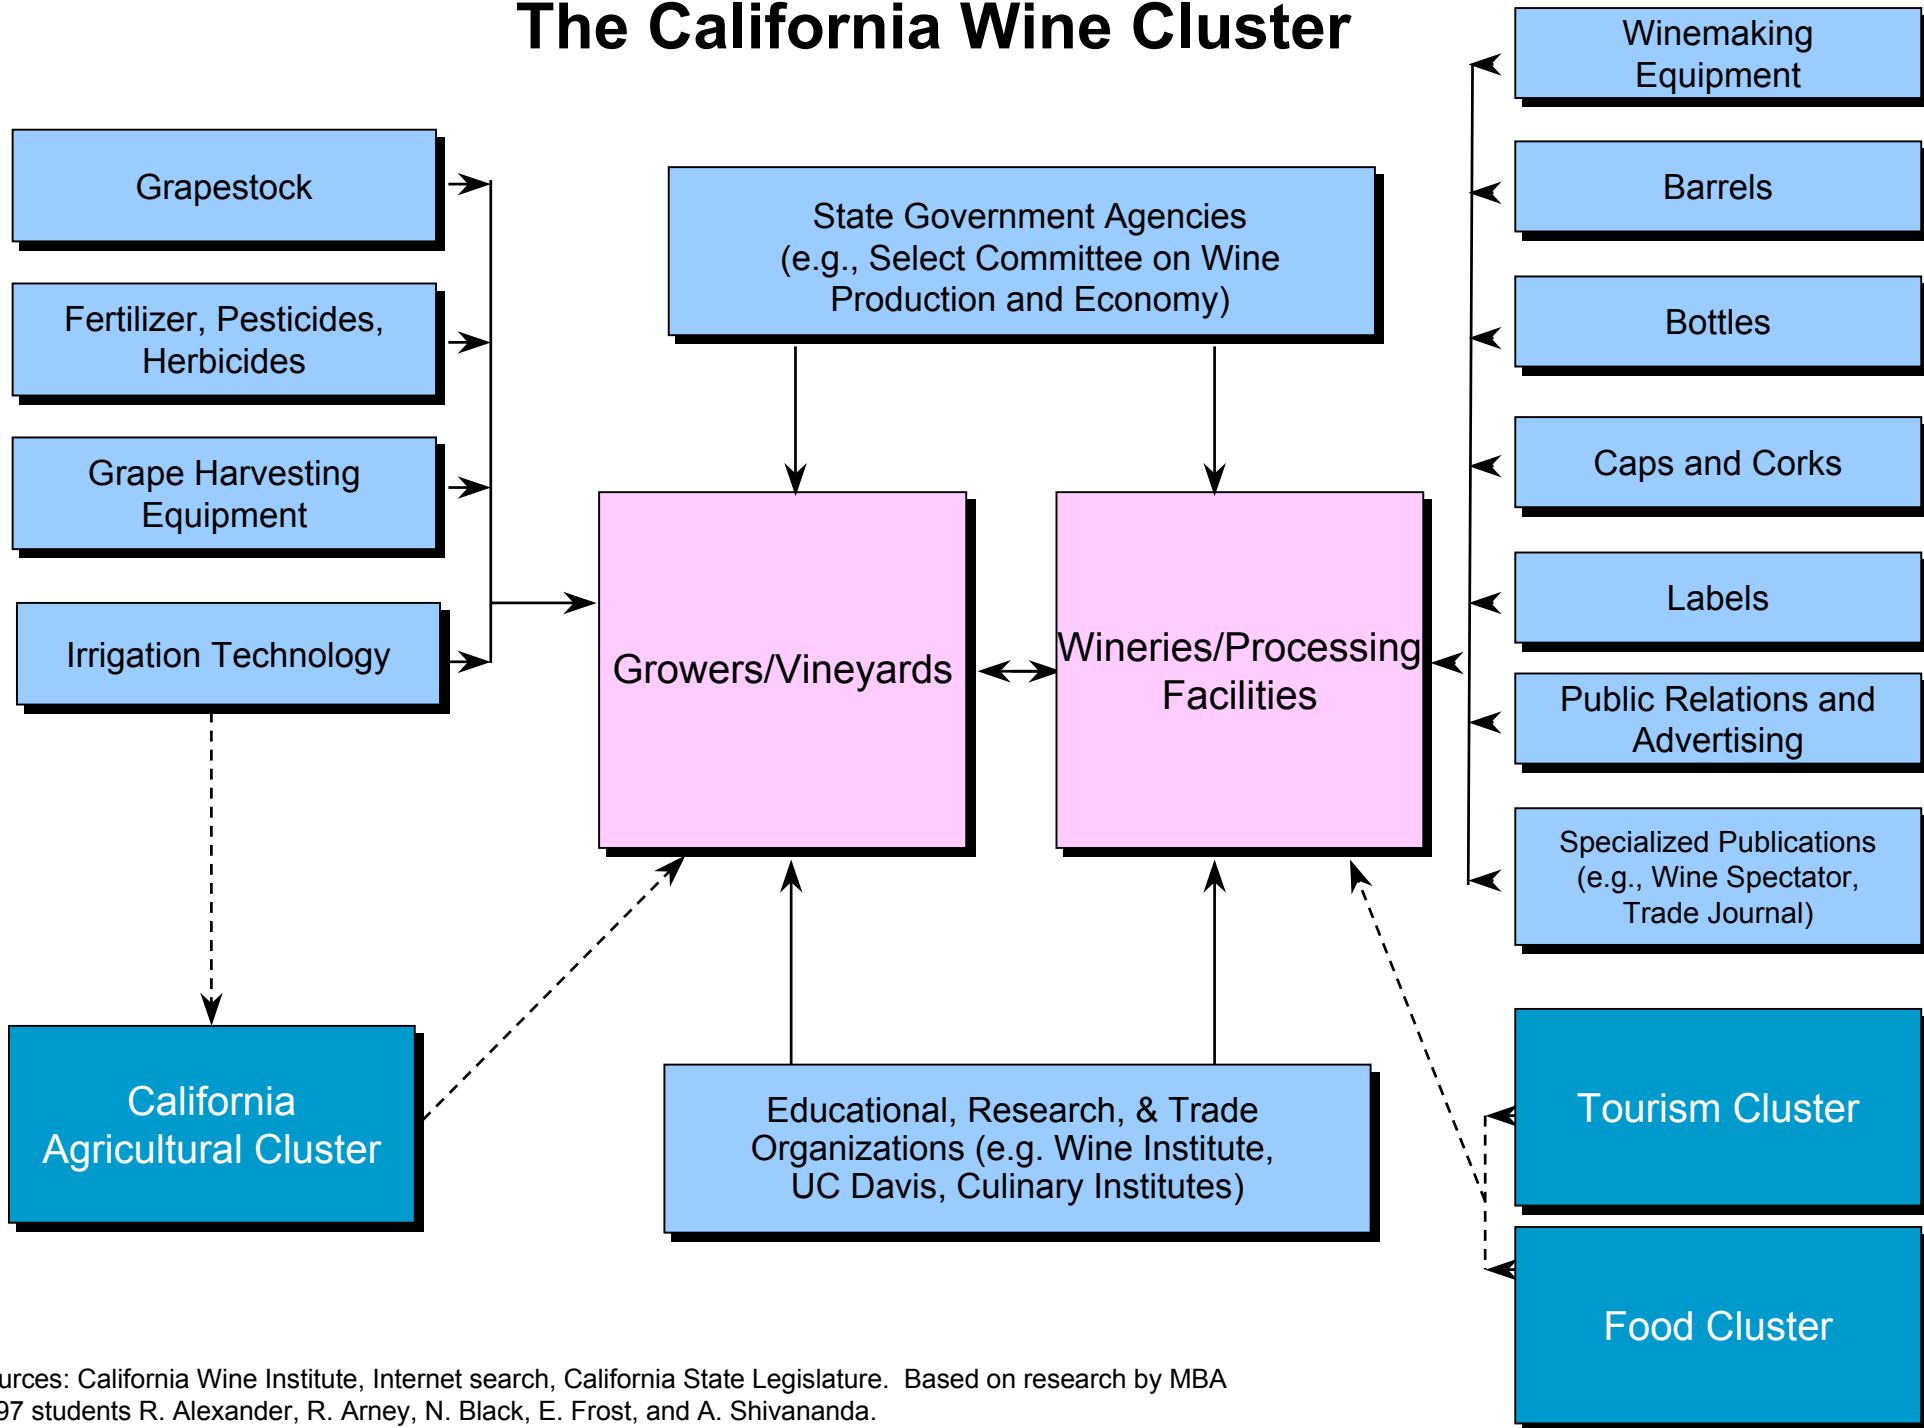 The California Wine Cluster
Grapestock
Fertilizer, Pesticides,
Herbicides
Grape Harvesting
Equipment
Irrigation Technology
State Government Agencies
(e.g., Select Committee on Wine
Production and Economy)
Growers/Vineyards
Wineries/Processing
Facilities
Winemaking
Equipment
Barrels
Bottles
Caps and Corks
Labels
Public Relations and
Advertising
Specialized Publications
(e.g., Wine Spectator,
Trade Journal)
California
Agricultural Cluster
Educational, Research, & Trade
Organizations (e.g. Wine Institute,
UC Davis, Culinary Institutes)
Tourism Cluster
Food Cluster
urces: California Wine Institute, Internet search, California State Legislature. Based on research by MBA
97 students R. Alexander, R. Arney, N. Black, E. Frost, and A. Shivananda.